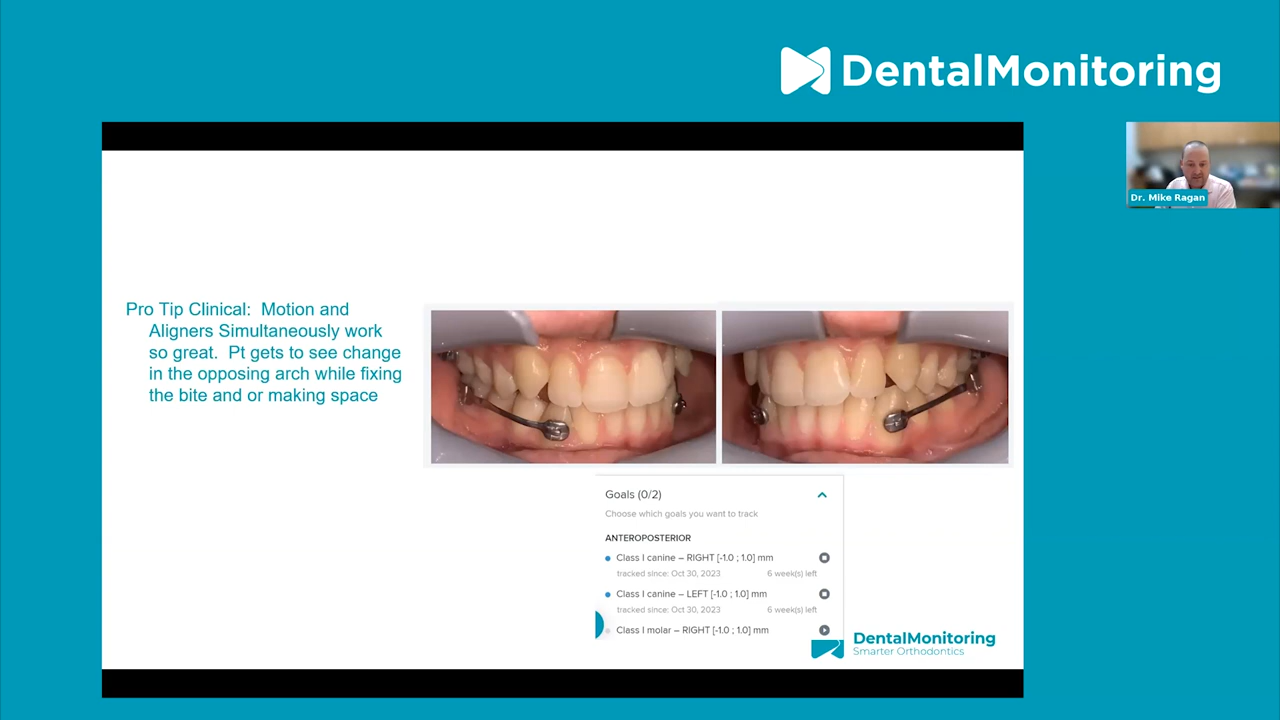 DentalMonitoring
Dr. Mike Ragan
Pro Tip Clinical: Motion and
Aligners Simultaneously work
so great. Pt gets to see change
in the opposing arch while fixing
the bite and or making space
Goals (0/2)
Choose which goals you want to track
ANTEROPOSTERIOR
Class I canine – RIGHT [-1.0 ; 1.0] mm
tracked since: Oct 30, 2023 6 week(s) left
Class I canine – LEFT [-1.0 ; 1.0] mm
tracked since: Oct 30, 2023 6 week(s) left
Class I molar – RIGHT [-1.0 ; 1.0] mm
DentalMonitoring
Smarter Orthodontics